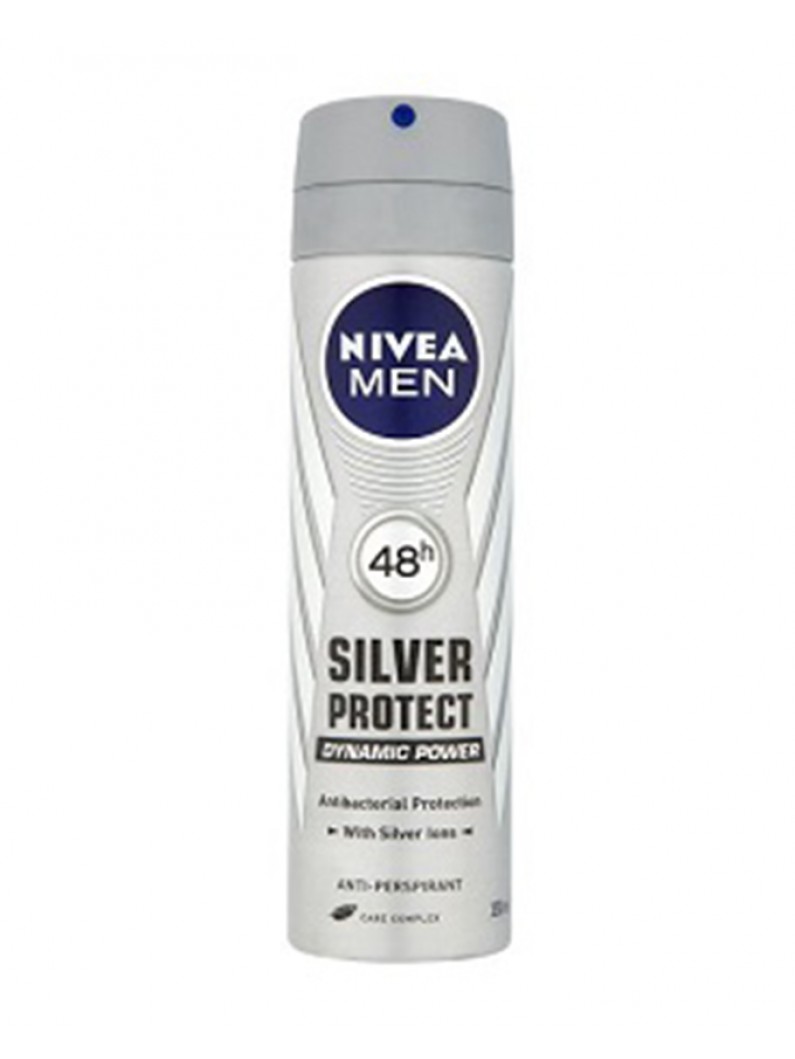 NIVEA
MEN
48h
SILVER
PROTECT
DYNAMIC POWER
Antibacterial Protection
With Silver Ions
ANTI-PERSPIRANT
CARE COMPLEX